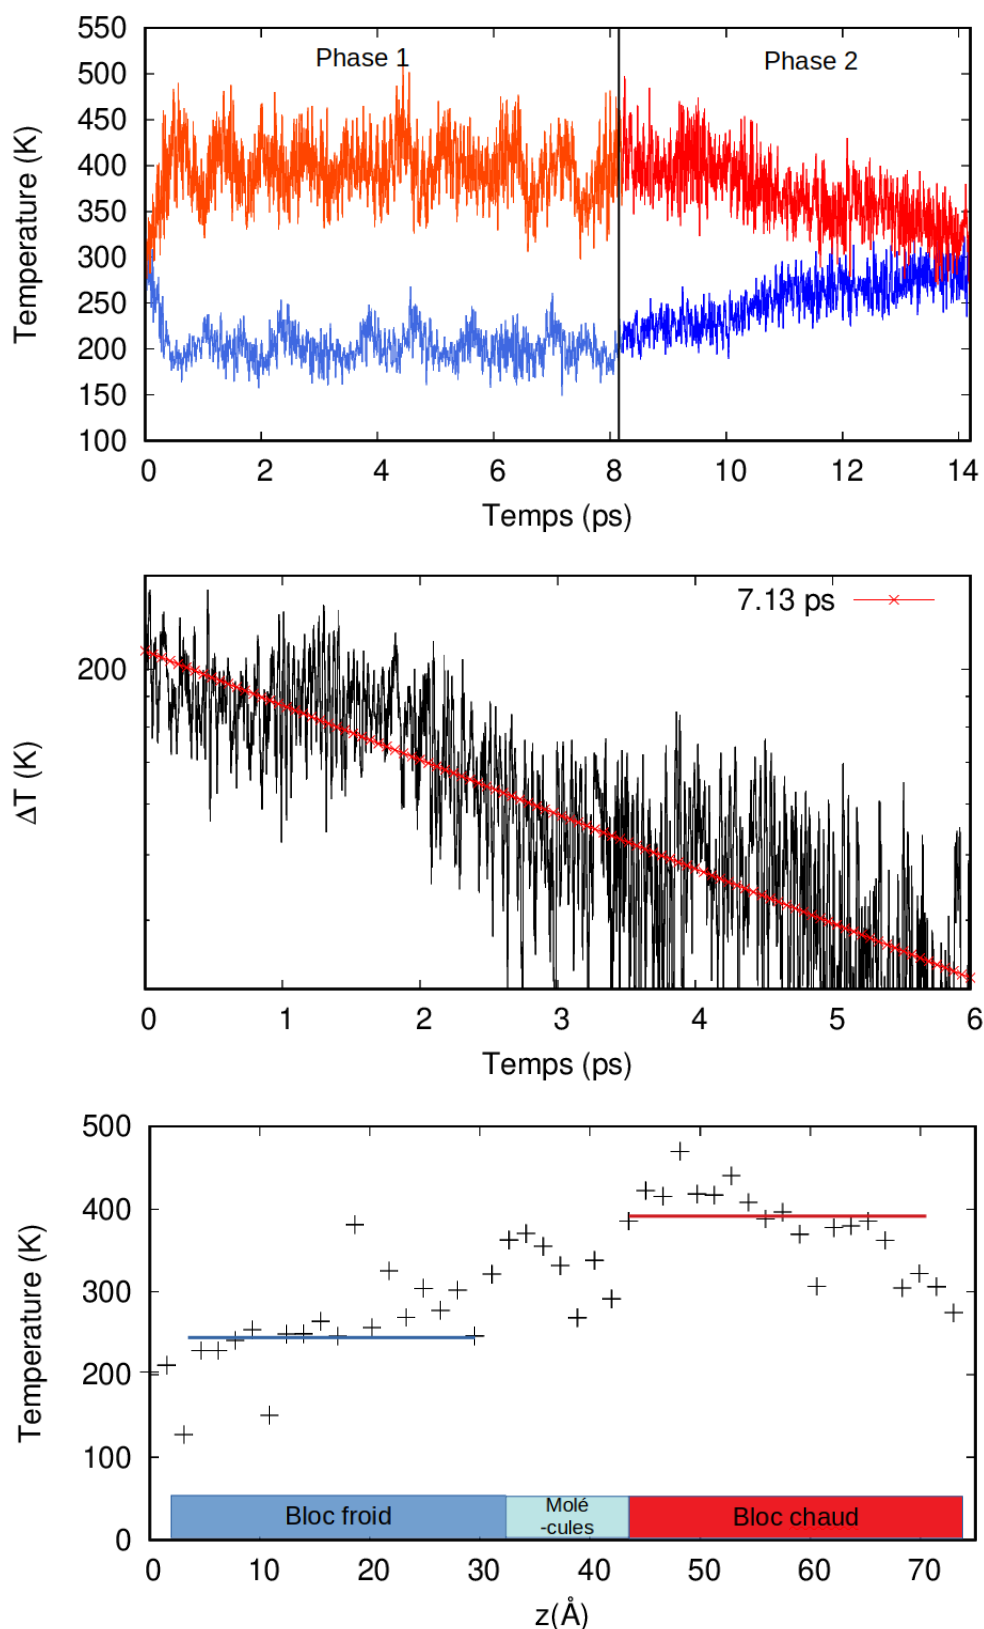 550
500
450
400
350
300
250
200
150
100
Temperature (K)
Phase 1
Phase 2
0 2 4 6 8 10 12 14
Temps (ps)
7.13 ps
200
ΔT (K)
0 1 2 3 4 5 6
Temps (ps)
500
400
300
200
100
0
Temperature (K)
Bloc froid
Molé
-cules
Bloc chaud
0 10 20 30 40 50 60 70
z(Å)